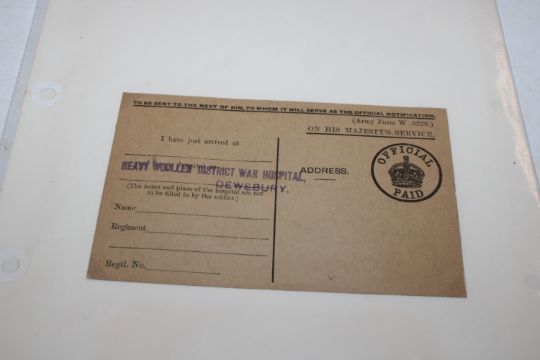 TO BE SENT TO THE NEXT OF KIN, TO WHOM IT WILL SERVE AS THE OFFICIAL NOTIFICATION.
(Army Form W. 3229.)
ON HIS MAJESTY'S SERVICE.
I have just arrived at
HEAVY WOOLLEN DISTRICT WAR HOSPITAL,
DEWSBURY.
(The name and place of the hospital are not
to be filled in by the soldier.)
Name
Regiment
Regtl. No.
ADDRESS.
OFFICIAL
PAID